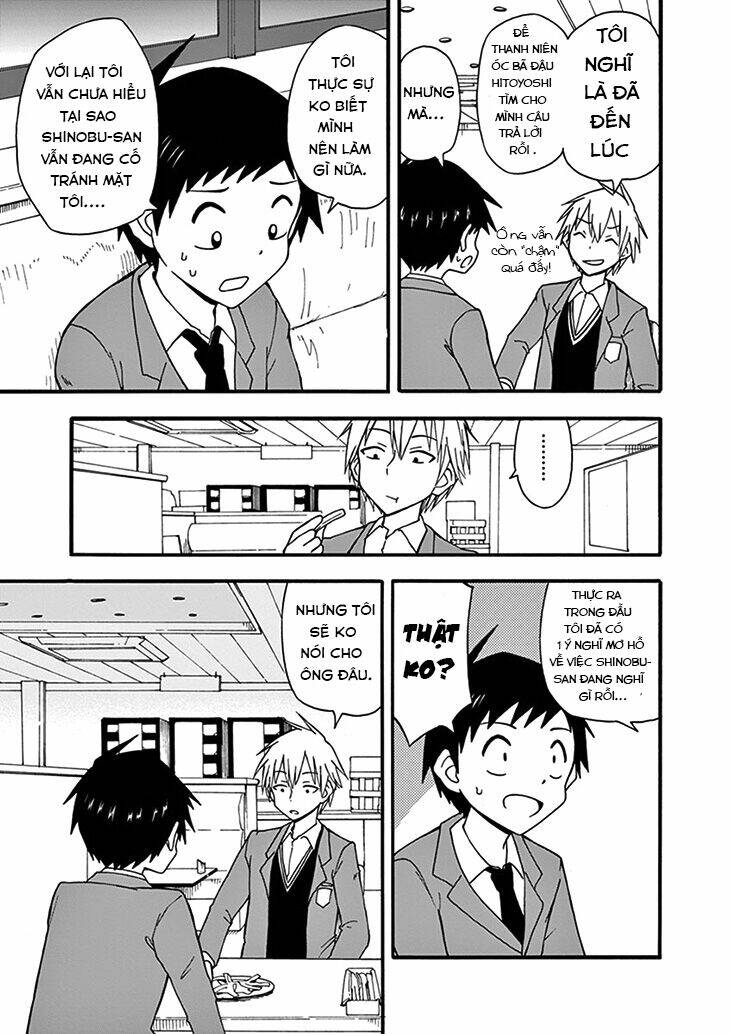 TÔI
NGHĨ
LÀ ĐÃ
ĐẾN
LÚC
ĐỂ
THANH NIÊN
ÓC BÃ ĐẬU
HITOYOSHI
TÌM CHO
MÌNH CÂU
TRẢ LỜI
RỒI .
NHƯNG
MÀ...
Ông vẫn
còn "chậm"
Quá đấy!
TÔI
THỰC SỰ
KO BIẾT
MÌNH
NÊN LÀM
GÌ NỮA.
VỚI LẠI TÔI
VẪN CHƯA HIỂU
TẠI SAO
SHINOBU-SAN
VẪN ĐANG CỐ
TRÁNH MẶT
TÔI....
........
THỰC RA
TRONG ĐẦU
TÔI ĐÃ CÓ
1 Ý NGHĨ MƠ HỒ
VỀ VIỆC SHINOBU-
SAN ĐANG NGHĨ
GÌ RỒI...
THẬT
KO?
NHƯNG TÔI
SẼ KO
NÓI CHO
ÔNG ĐÂU.